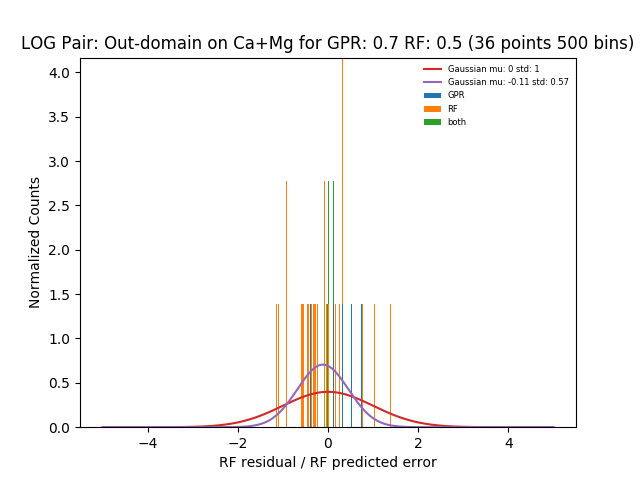 LOG Pair: Out-domain on Ca+Mg for GPR: 0.7 RF: 0.5 (36 points 500 bins)
Gaussian mu: 0 std: 1
Gaussian mu: -0.11 std: 0.57
GPR
RF
both
Normalized Counts
4.0
3.5
3.0
2.5
2.0
1.5
1.0
0.5
0.0
−4 −2 0 2 4
RF residual / RF predicted error